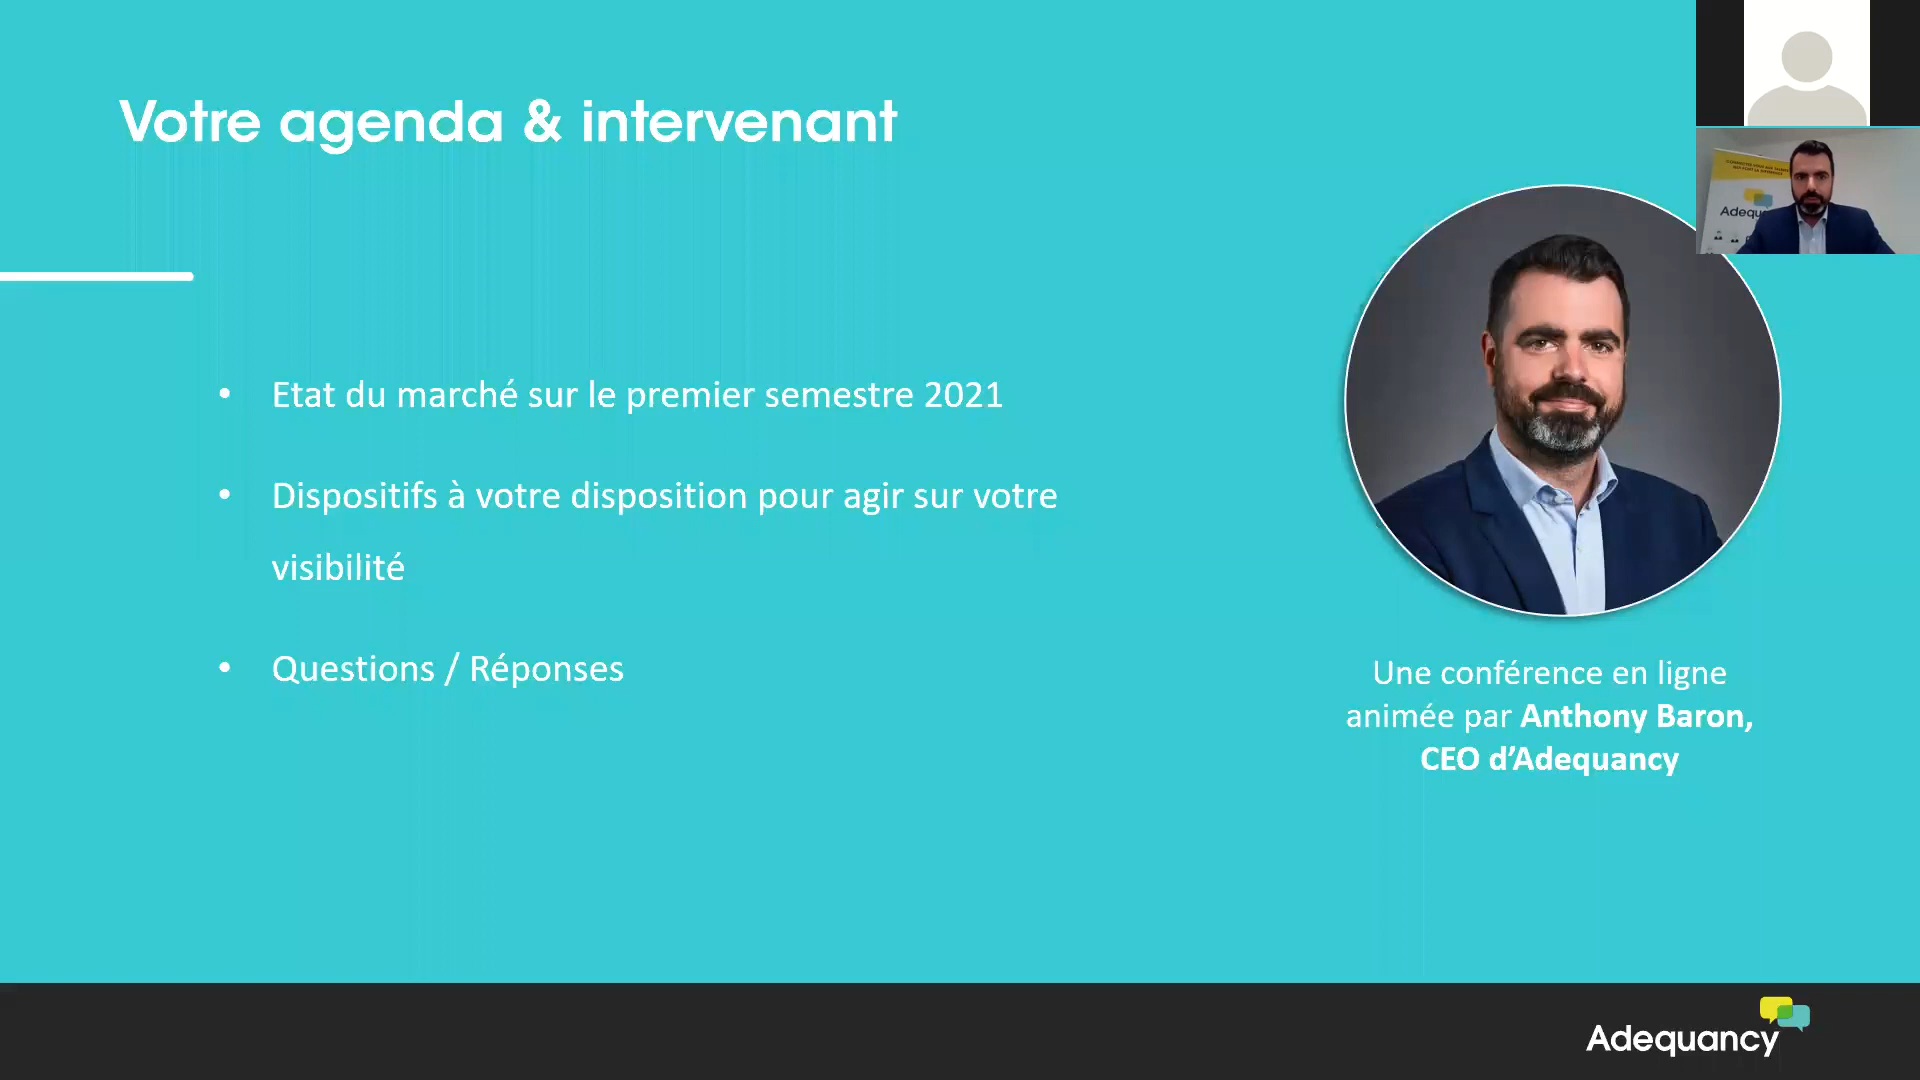 Votre agenda & intervenant
• Etat du marché sur le premier semestre 2021
• Dispositifs à votre disposition pour agir sur votre
visibilité
• Questions / Réponses
Une conférence en ligne
animée par Anthony Baron,
CEO d’Adequancy
Adequancy